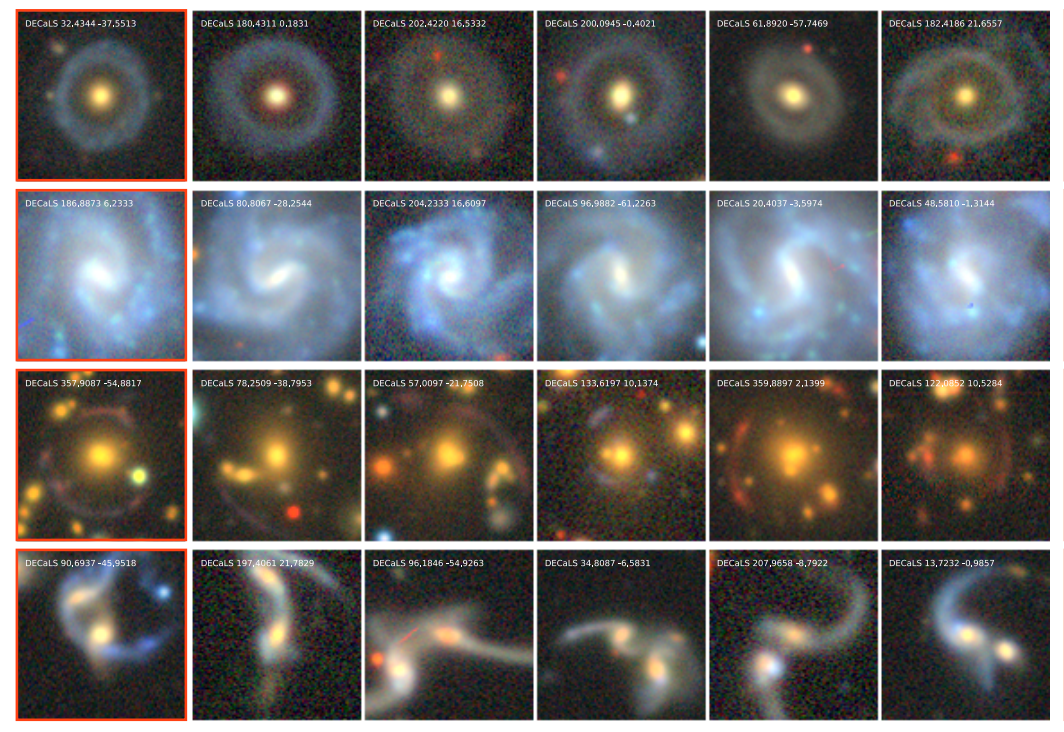 DECaLS 32,4344 -37,5513
DECaLS 180,4311 0,1831
DECaLS 202,4220 16,5332
DECaLS 200,0945 -0,4021
DECaLS 61,8920 -57,7469
DECaLS 182,4186 21,6557
DECaLS 186,8873 6,2333
DECaLS 80,8067 -28,2544
DECaLS 204,2333 16,6097
DECaLS 96,9882 -61,2263
DECaLS 20,4037 -3,5974
DECaLS 48,5810 -1,3144
DECaLS 357,9087 -54,8817
DECaLS 78,2509 -38,7953
DECaLS 57,0097 -21,7508
DECaLS 133,6197 10,1374
DECaLS 359,8897 2,1399
DECaLS 122,0852 10,5284
DECaLS 90,6937 -45,9518
DECaLS 197,4061 21,7829
DECaLS 96,1846 -54,9263
DECaLS 34,8087 -6,5831
DECaLS 207,9658 -8,7922
DECaLS 13,7232 -0,9857